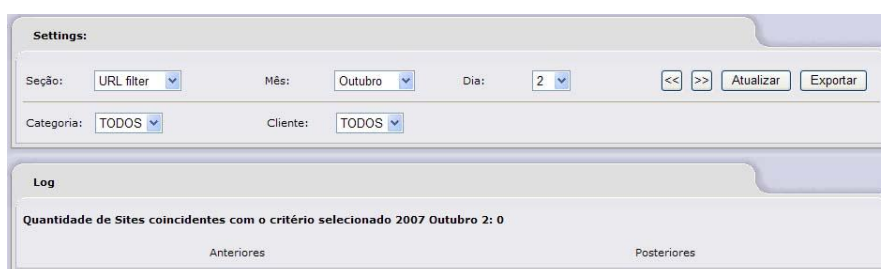 Settings:
Seção: URL filter Mês: Outubro Dia: 2 << >> Atualizar Exportar
Categoria: TODOS Cliente: TODOS
Log
Quantidade de Sites coincidentes com o critério selecionado 2007 Outubro 2: 0
Anteriores Posteriores